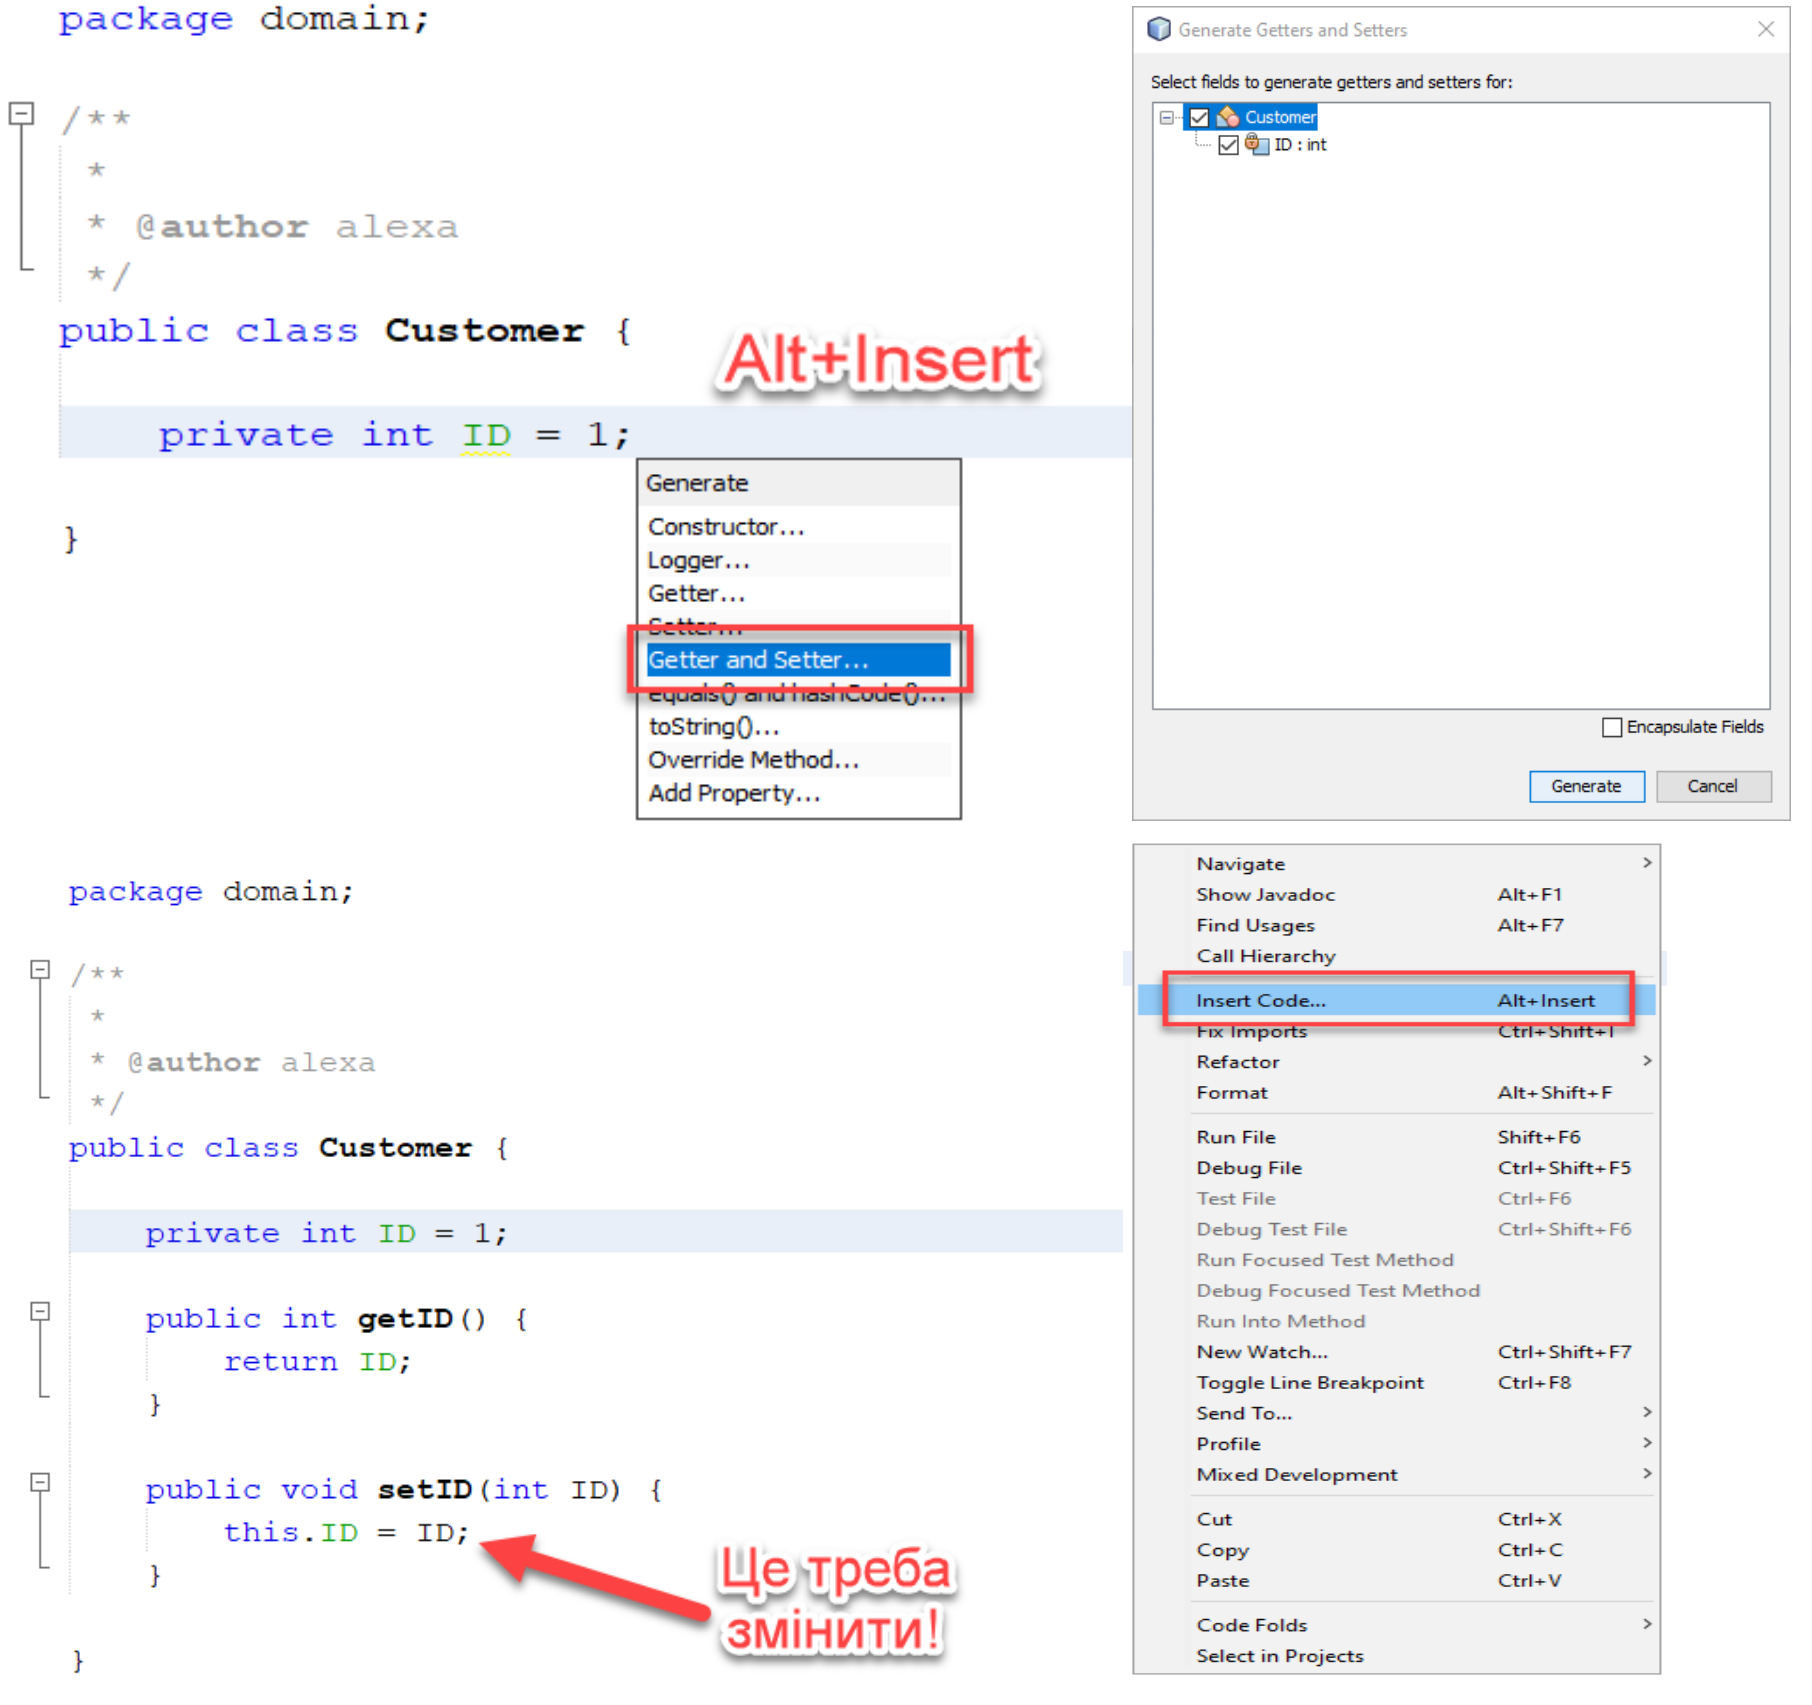 package domain;
/**
*
* @author alexa
*/
public class Customer {
Alt+Insert
private int ID = 1;
}
Generate
Constructor...
Logger...
Getter...
Setter...
Getter and Setter...
equals() and hashCode()...
toString()...
Override Method...
Add Property...
Generate Getters and Setters
Select fields to generate getters and setters for:
Customer
ID : int
Encapsulate Fields
Generate Cancel
package domain;
/**
*
* @author alexa
*/
public class Customer {
private int ID = 1;
public int getID() {
return ID;
}
public void setID(int ID) {
this.ID = ID;
}
}
Це треба
змінити!
Navigate
Show Javadoc Alt+F1
Find Usages Alt+F7
Call Hierarchy
Insert Code... Alt+Insert
Fix Imports Ctrl+Shift+I
Refactor
Format Alt+Shift+F
Run File Shift+F6
Debug File Ctrl+Shift+F5
Test File Ctrl+F6
Debug Test File Ctrl+Shift+F6
Run Focused Test Method
Debug Focused Test Method
Run Into Method
New Watch... Ctrl+Shift+F7
Toggle Line Breakpoint Ctrl+F8
Send To...
Profile
Mixed Development
Cut Ctrl+X
Copy Ctrl+C
Paste Ctrl+V
Code Folds
Select in Projects